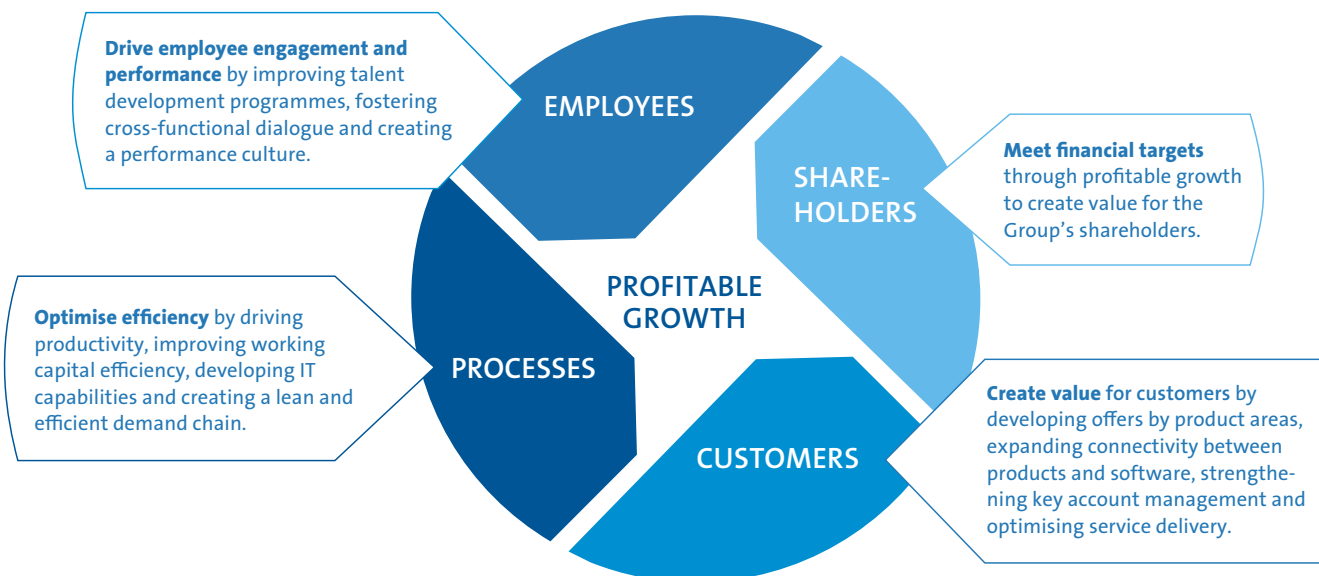 Drive employee engagement and
performance by improving talent
development programmes, fostering
cross-functional dialogue and creating
a performance culture.
EMPLOYEES
SHARE-
HOLDERS
Meet financial targets
through profitable growth
to create value for the
Group's shareholders.
PROFITABLE
GROWTH
Optimise efficiency by driving
productivity, improving working
capital efficiency, developing IT
capabilities and creating a lean and
efficient demand chain.
PROCESSES
CUSTOMERS
Create value for customers by
developing offers by product areas,
expanding connectivity between
products and software, strengthe-
ning key account management and
optimising service delivery.